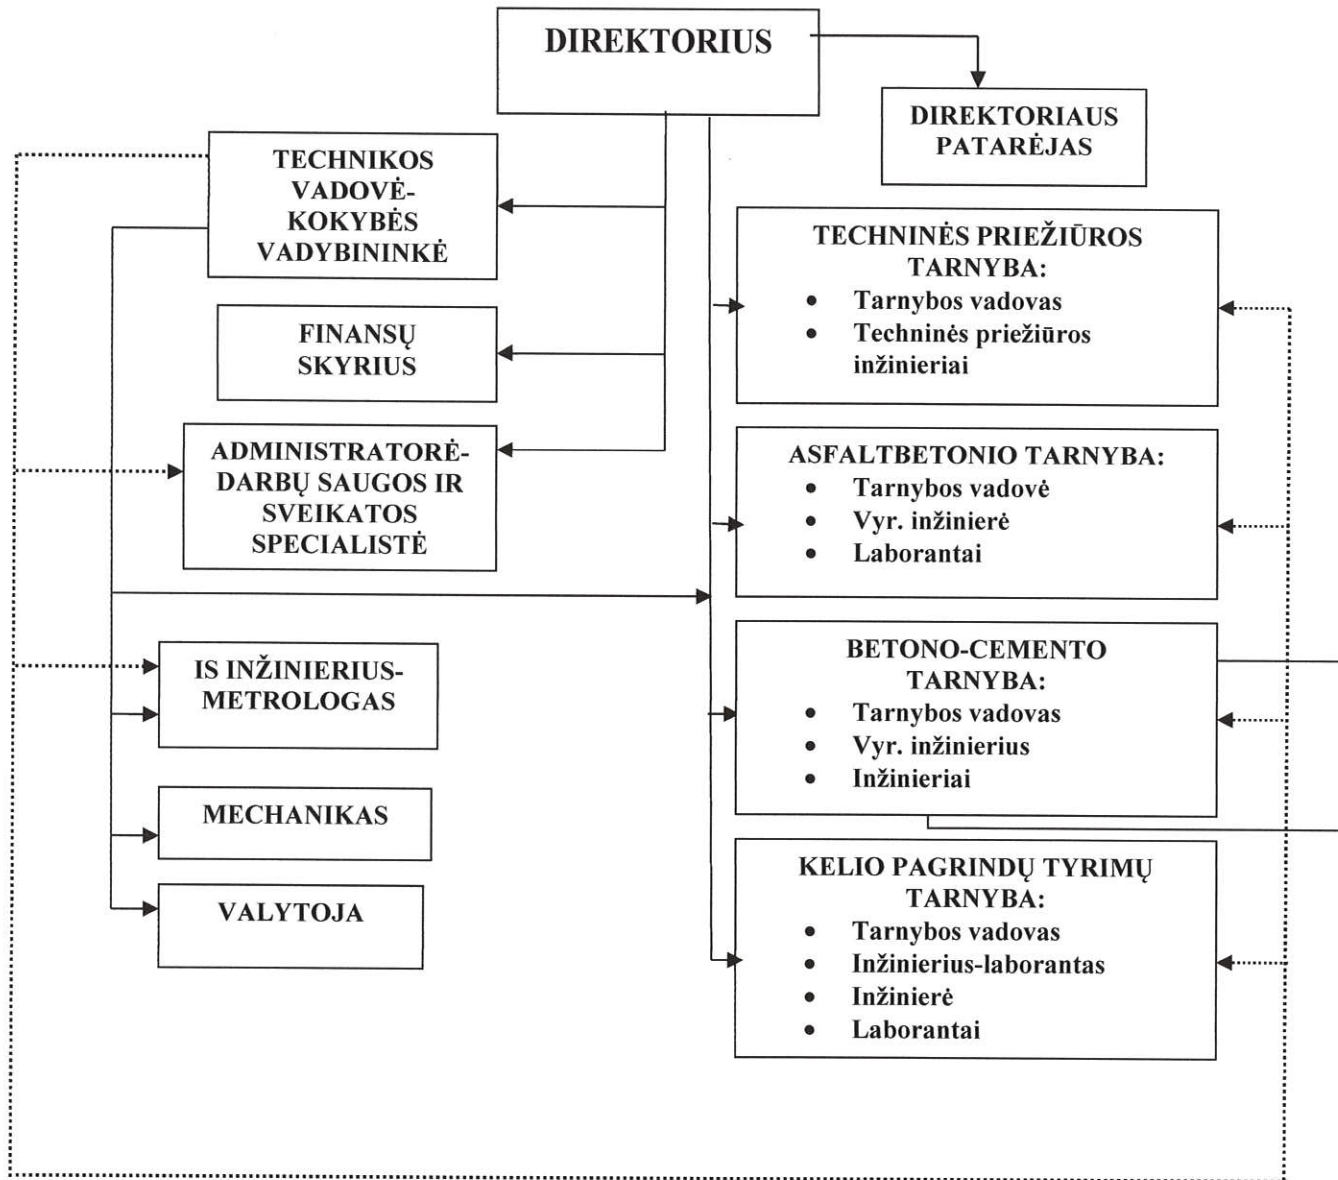 DIREKTORIUS
DIREKTORIAUS
PATARĖJAS
TECHNIKOS
VADOVĖ-
KOKYBĖS
VADYBININKĖ
FINANSŲ
SKYRIUS
ADMINISTRATORĖ-
DARBŲ SAUGOS IR
SVEIKATOS
SPECIALISTĖ
IS INŽINIERIUS-
METROLOGAS
MECHANIKAS
VALYTOJA
TECHNINĖS PRIEŽIŪROS
TARNYBA:
• Tarnybos vadovas
• Techninės priežiūros
inžinieriai
ASFALTBETONIO TARNYBA:
• Tarnybos vadovė
• Vyr. inžinierė
• Laborantai
BETONO-CEMENTO
TARNYBA:
• Tarnybos vadovas
• Vyr. inžinierius
• Inžinieriai
KELIO PAGRINDŲ TYRIMŲ
TARNYBA:
• Tarnybos vadovas
• Inžinierius-laborantas
• Inžinierė
• Laborantai